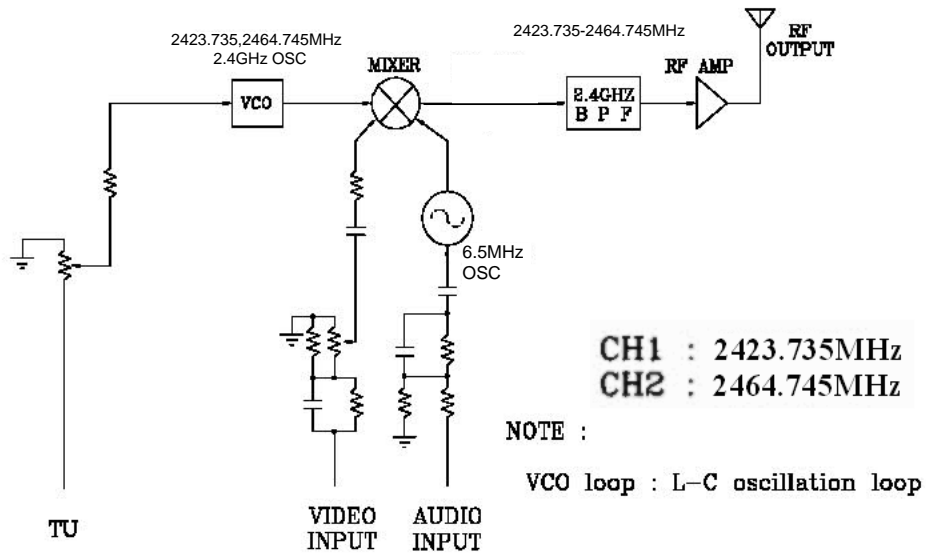 2423.735,2464.745MHz
2.4GHz OSC
2423.735-2464.745MHz
RF
OUTPUT
MIXER
RF AMP
VCO
2.4GHZ
B P F
6.5MHz
OSC
CH1 : 2423.735MHz
CH2 : 2464.745MHz
NOTE :
VCO loop : L-C oscillation loop
TU
VIDEO
INPUT
AUDIO
INPUT